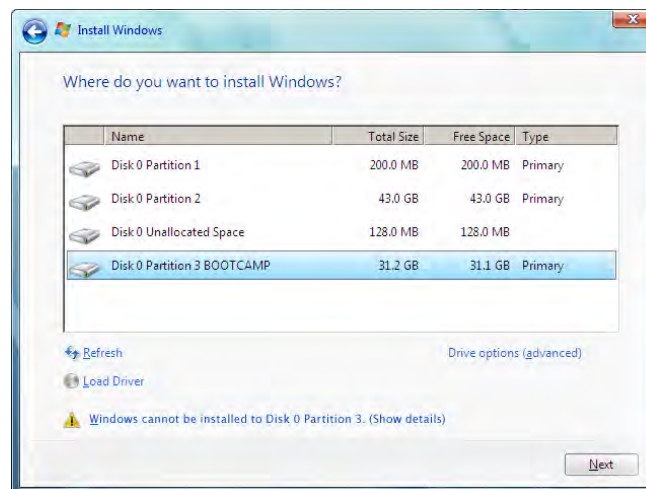 Install Windows
Where do you want to install Windows?
Name Total Size Free Space Type
Disk 0 Partition 1 200.0 MB 200.0 MB Primary
Disk 0 Partition 2 43.0 GB 43.0 GB Primary
Disk 0 Unallocated Space 128.0 MB 128.0 MB
Disk 0 Partition 3 BOOTCAMP 31.2 GB 31.1 GB Primary
Refresh Drive options (advanced)
Load Driver
Windows cannot be installed to Disk 0 Partition 3. (Show details)
Next